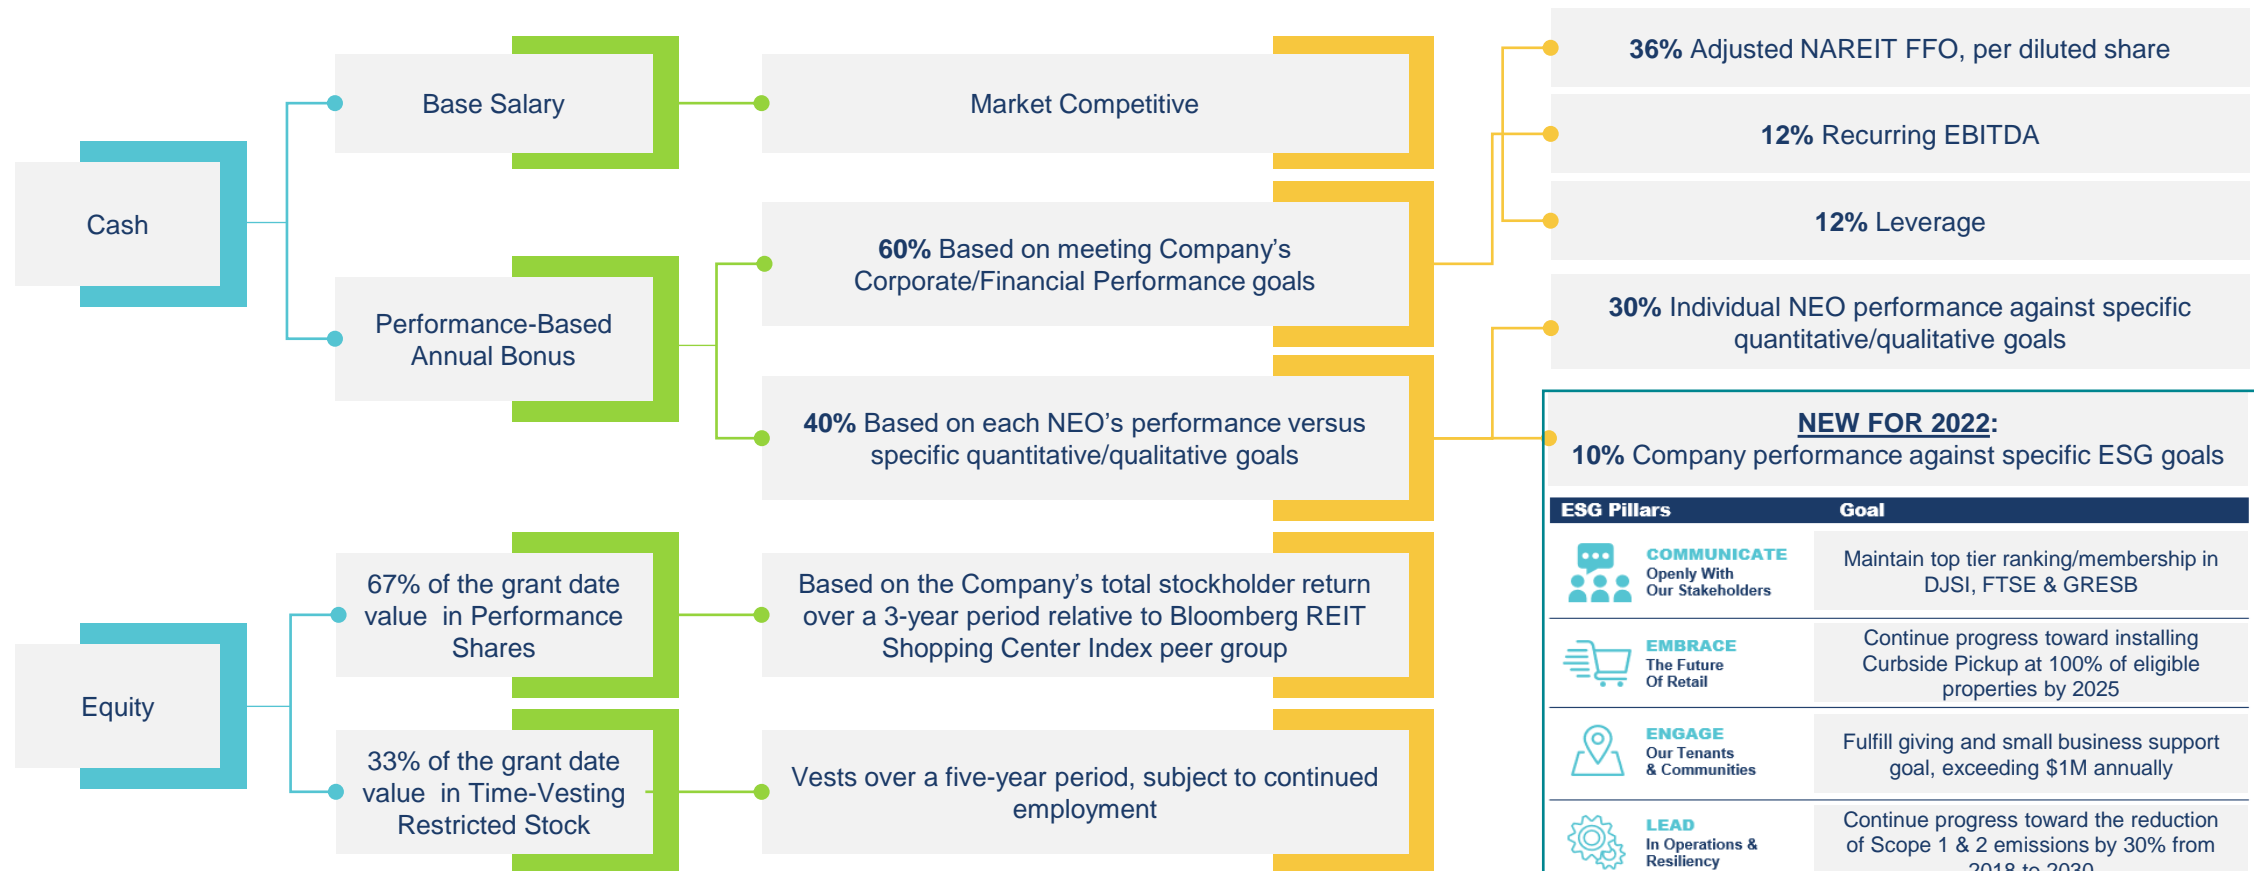 Cash
Base Salary
Performance-Based
Annual Bonus
Market Competitive
60% Based on meeting Company’s
Corporate/Financial Performance goals
40% Based on each NEO’s performance versus
specific quantitative/qualitative goals
36% Adjusted NAREIT FFO, per diluted share
12% Recurring EBITDA
12% Leverage
30% Individual NEO performance against specific
quantitative/qualitative goals
NEW FOR 2022:
10% Company performance against specific ESG goals
Equity
67% of the grant date
value in Performance
Shares
Based on the Company’s total stockholder return
over a 3-year period relative to Bloomberg REIT
Shopping Center Index peer group
33% of the grant date
value in Time-Vesting
Restricted Stock
Vests over a five-year period, subject to continued
employment
ESG Pillars Goal
COMMUNICATE
Openly With
Our Stakeholders
Maintain top tier ranking/membership in
DJSI, FTSE & GRESB
EMBRACE
The Future
Of Retail
Continue progress toward installing
Curbside Pickup at 100% of eligible
properties by 2025
ENGAGE
Our Tenants
& Communities
Fulfill giving and small business support
goal, exceeding $1M annually
LEAD
In Operations &
Resiliency
Continue progress toward the reduction
of Scope 1 & 2 emissions by 30% from
2018 to 2030